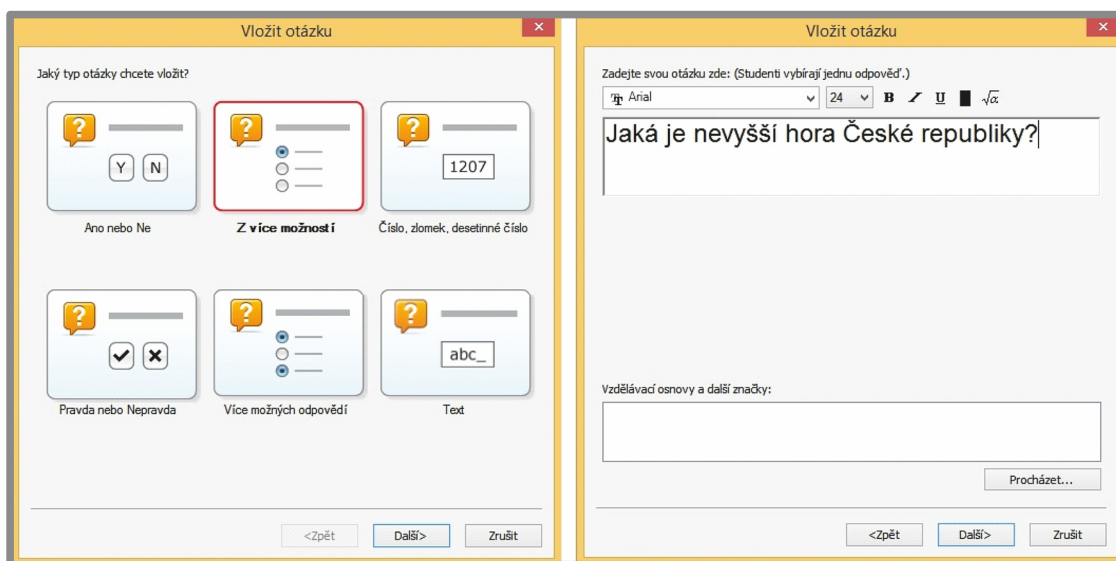 Vložit otázku
Jaký typ otázky chcete vložit?
Y N
1207
Ano nebo Ne
Z více možností
Číslo, zlomek, desetinné číslo
abc_
Pravda nebo Nepravda
Více možných odpovědí
Text
<Zpět
Další>
Zrušit
Vložit otázku
Zadejte svou otázku zde: (Studenti vybírají jednu odpověď.)
Arial 24 B I U √α
Jaká je nevyšší hora České republiky?
Vzdělávací osnovy a další značky:
Procházet...
<Zpět
Další>
Zrušit